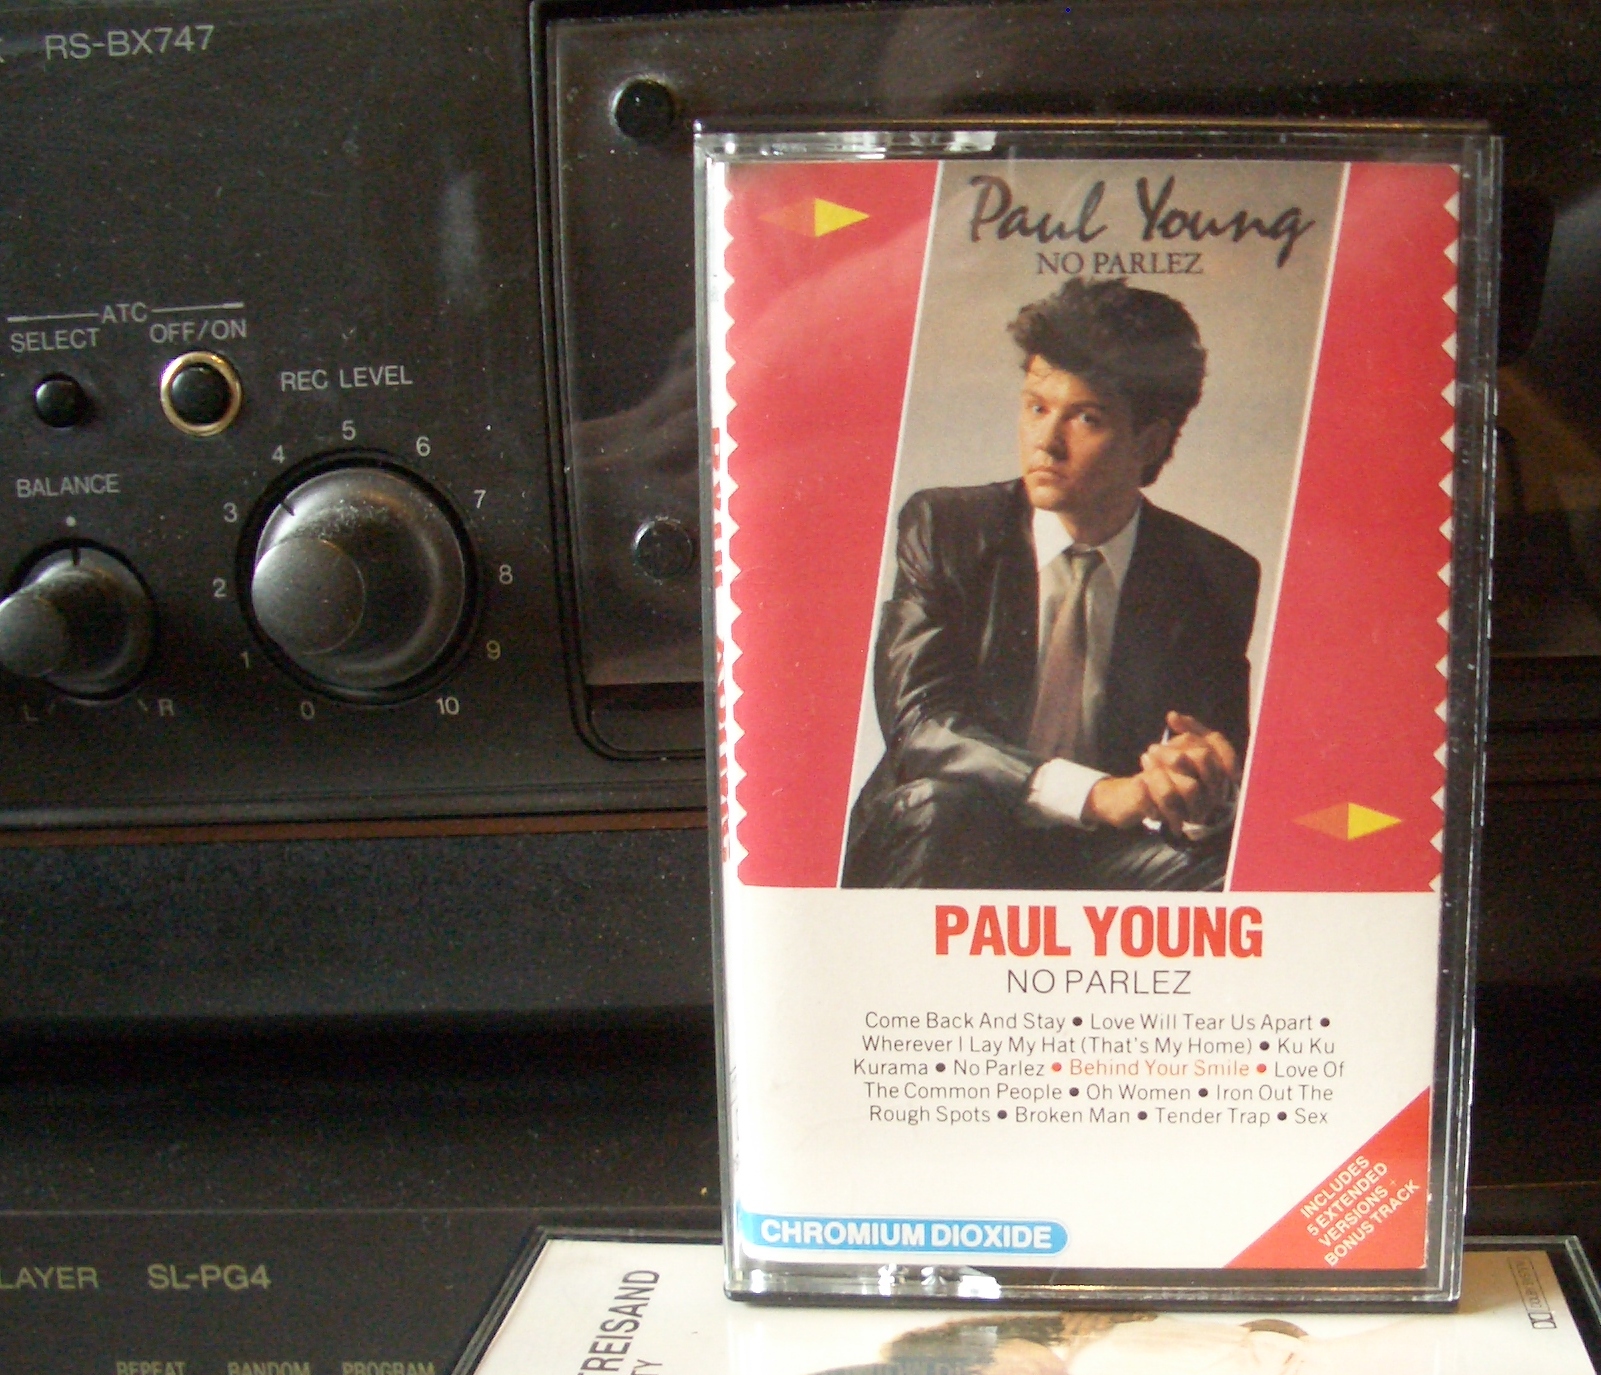 RS-BX747
ATC
SELECT OFF/ON
REC LEVEL
BALANCE
L R
0 1 2 3 4 5 6 7 8 9 10
Paul Young
NO PARLEZ
PAUL YOUNG
NO PARLEZ
Come Back And Stay • Love Will Tear Us Apart •
Wherever I Lay My Hat (That's My Home) • Ku Ku
Kurama • No Parlez • Behind Your Smile • Love Of
The Common People • Oh Women • Iron Out The
Rough Spots • Broken Man • Tender Trap • Sex
INCLUDES
5 EXTENDED
VERSIONS +
BONUS TRACK
CHROMIUM DIOXIDE
LAYER SL-PG4
REPEAT RANDOM PROGRAM
TREISAND
TY